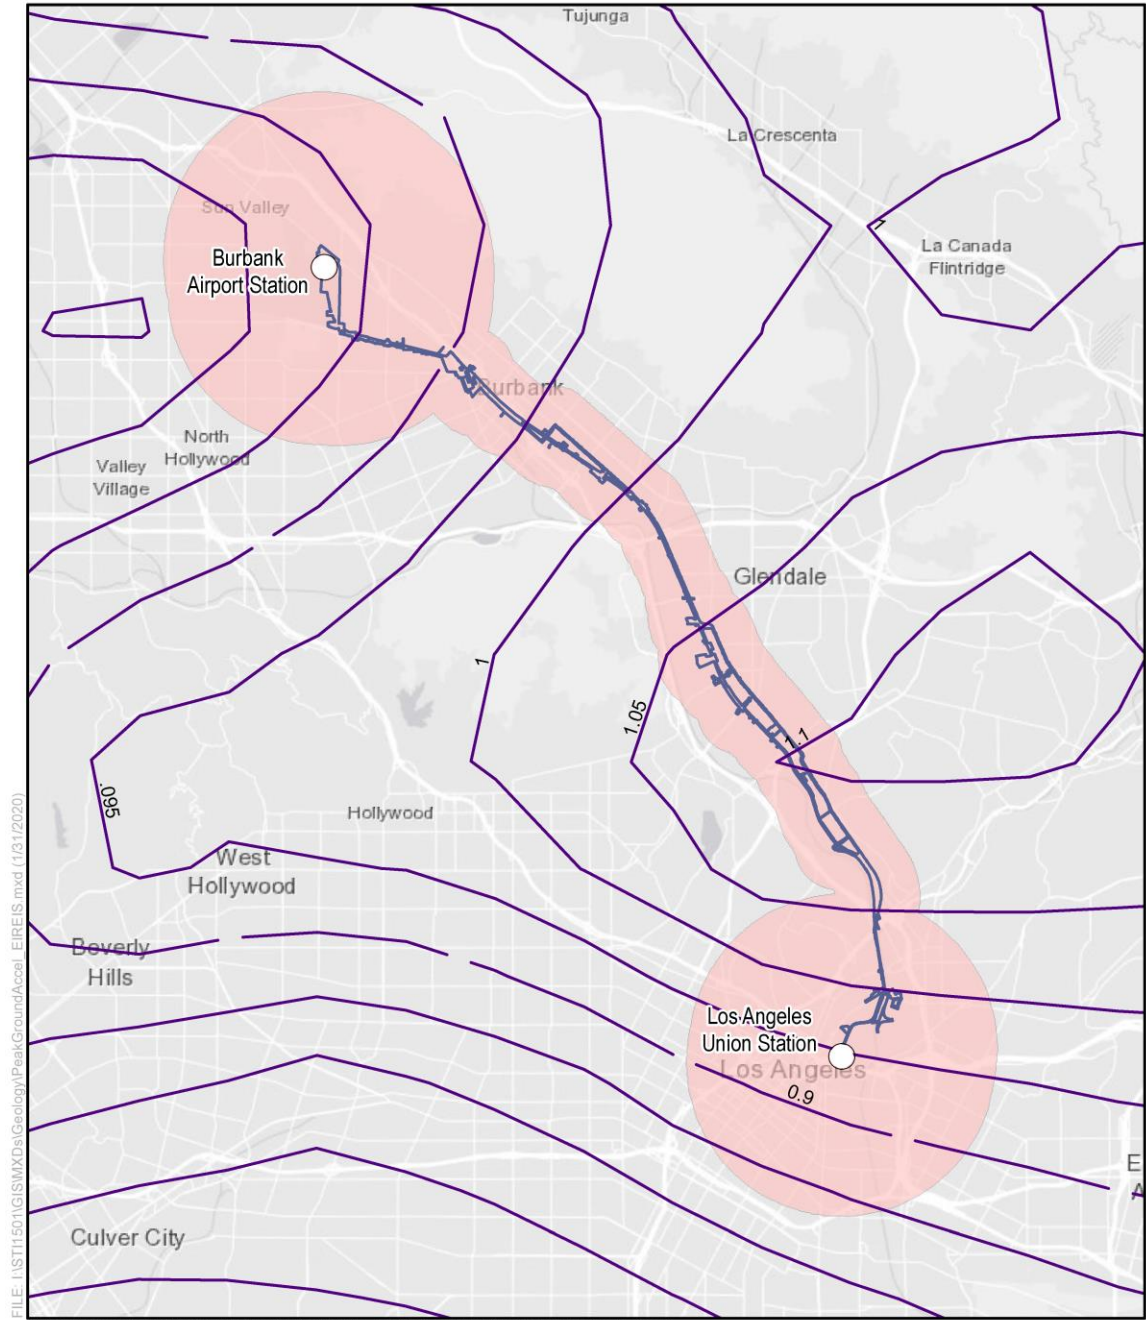 Tujunga
La Crescenta
Sun Valley
1
La Canada
Flintridge
Burbank
Airport Station
Burbank
North
Hollywood
Valley
Village
Glendale
1
1.05
1.1
.095
Hollywood
West
Hollywood
Beverly
Hills
Los Angeles
Union Station
Los Angeles
0.9
E
A
Culver City
FILE: I:\STI1501\GIS\MXDs\Geology\PeakGroundAccel_EIREIS.mxd (1/31/2020)